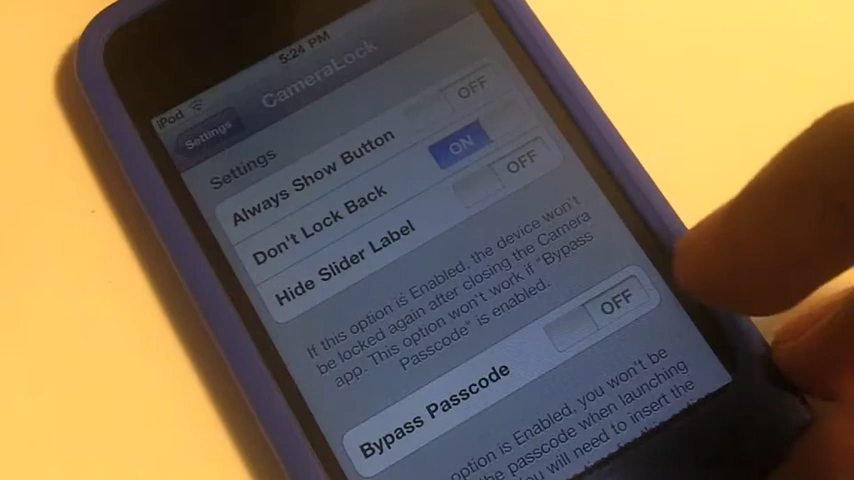 5:24 PM
iPod
Settings
CameraLock
Settings
Always Show Button
OFF
Don't Lock Back
ON
Hide Slider Label
OFF
If this option is Enabled, the device won't
be locked again after closing the Camera
app. This option won't work if "Bypass
Passcode" is enabled.
Bypass Passcode
OFF
option is Enabled, you won't be
the passcode when launching
will need to insert the